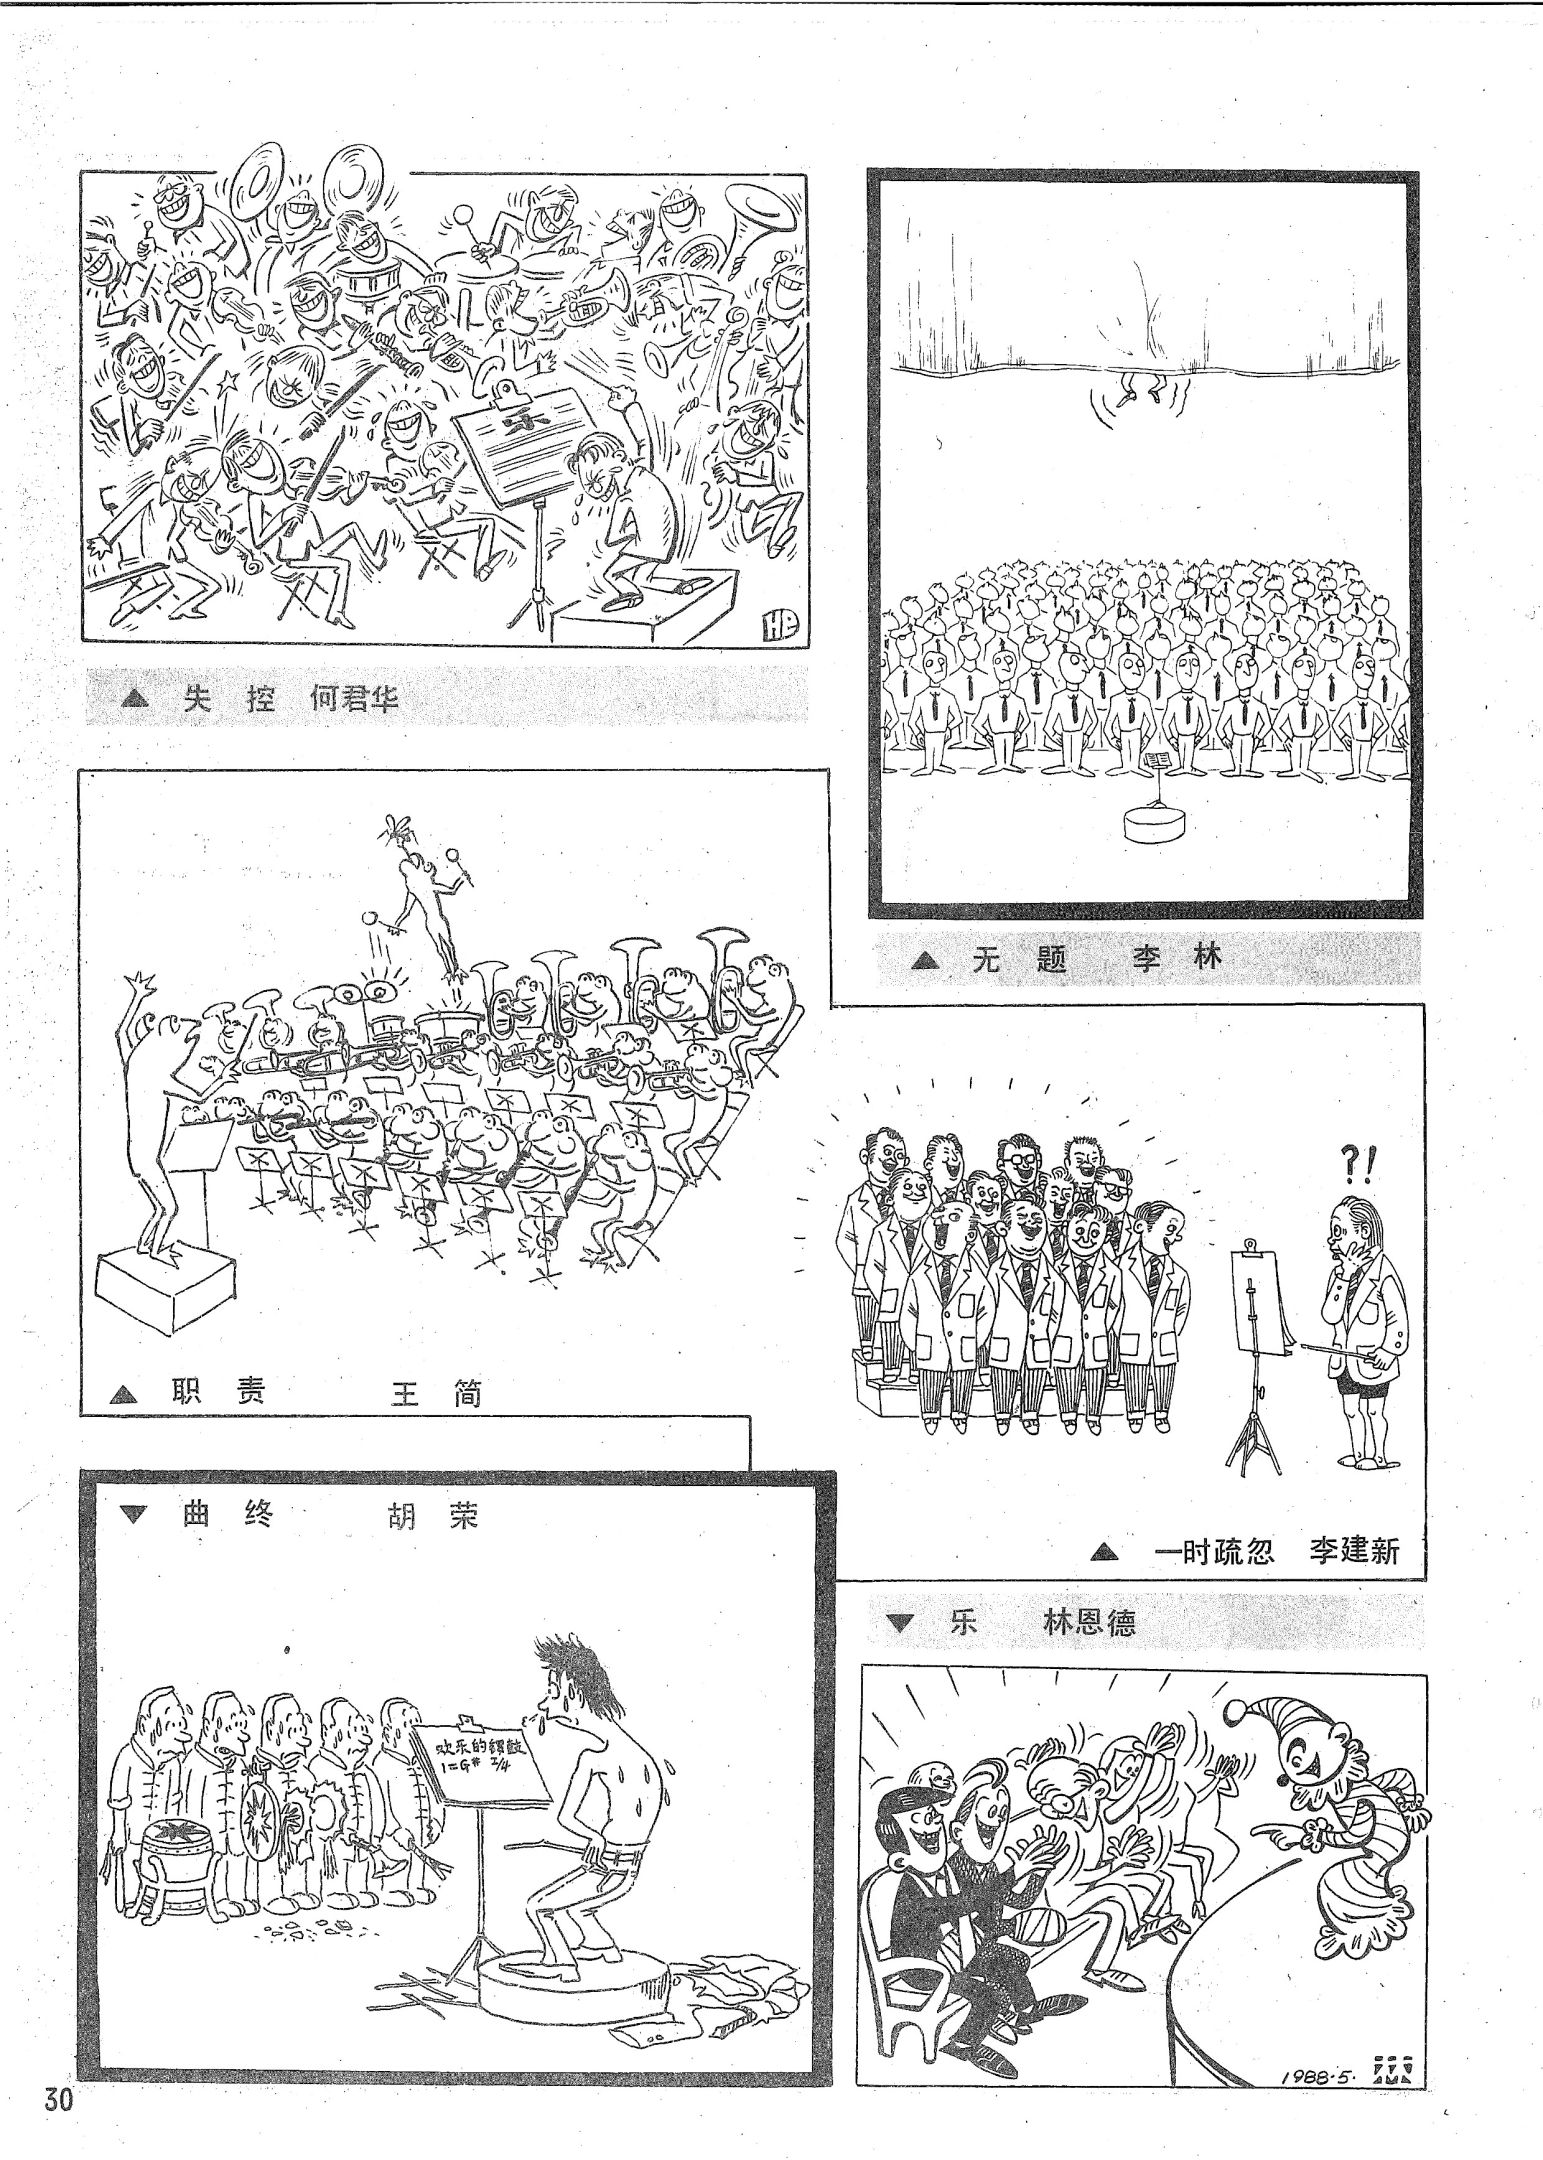 乐
HE
▲ 失 控 何君华
▲ 无 题 李 林
▲ 职 责 王 简
?!
▲ 一时疏忽 李建新
▼ 曲 终 胡 荣
欢乐的锣鼓
1=G# 2/4
▼ 乐 林恩德
1988·5·
30